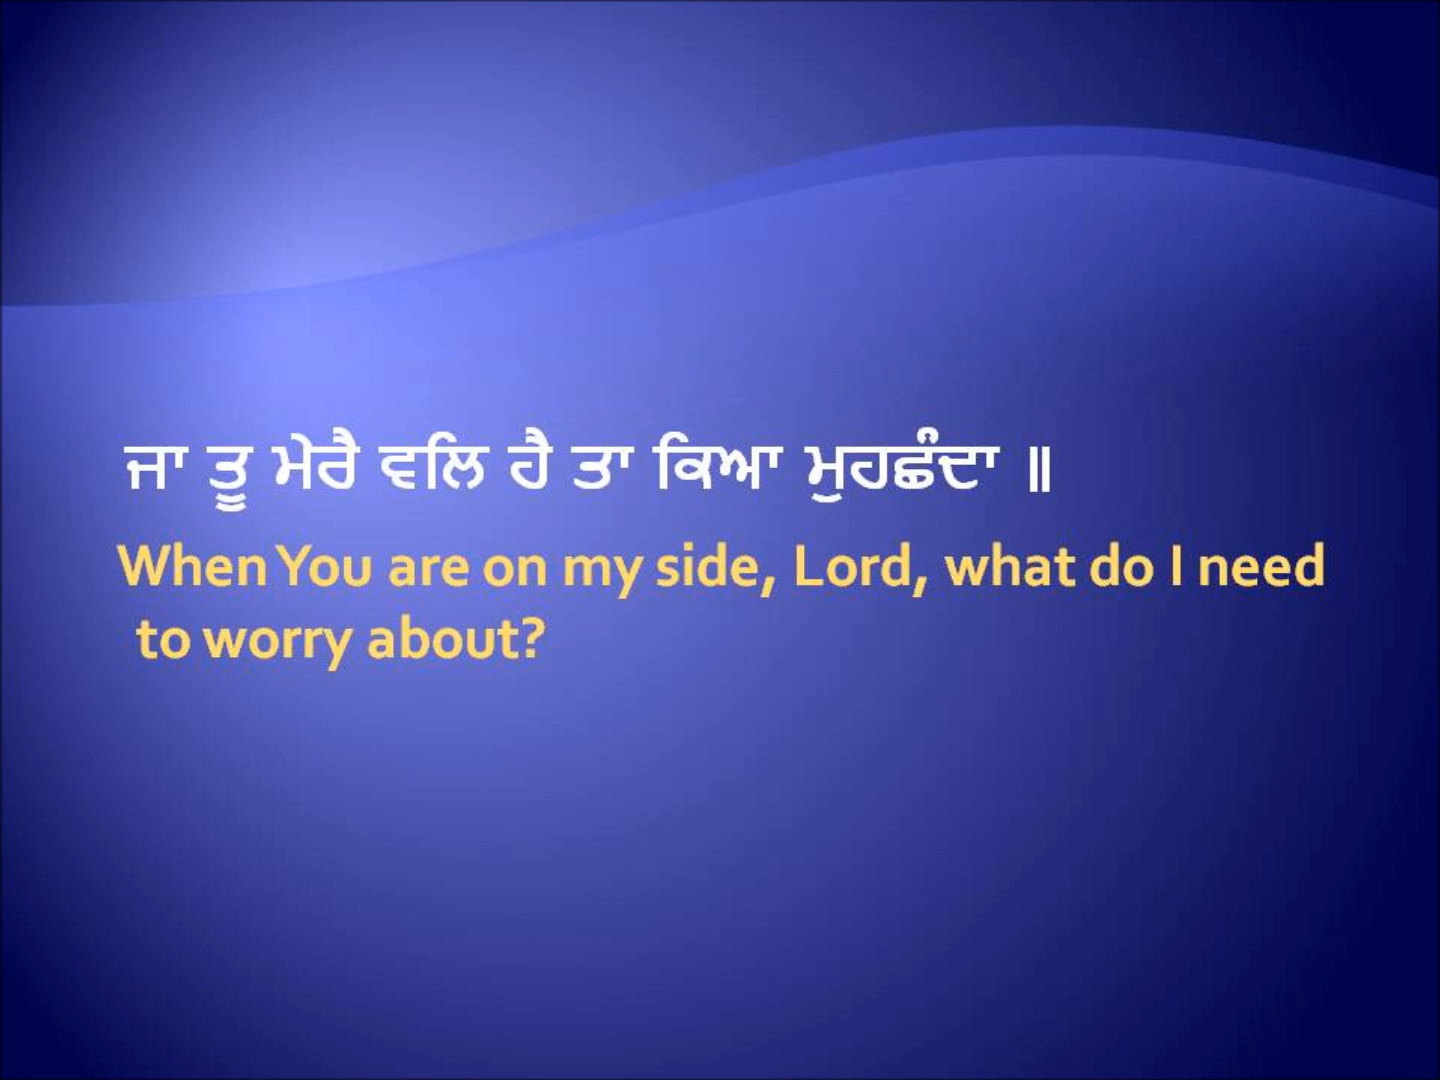 ਜਾ ਤੂ ਮੇਰੈ ਵਲਿ ਹੈ ਤਾ ਕਿਆ ਮੁਹਛੰਦਾ ॥
When You are on my side, Lord, what do I need
to worry about?